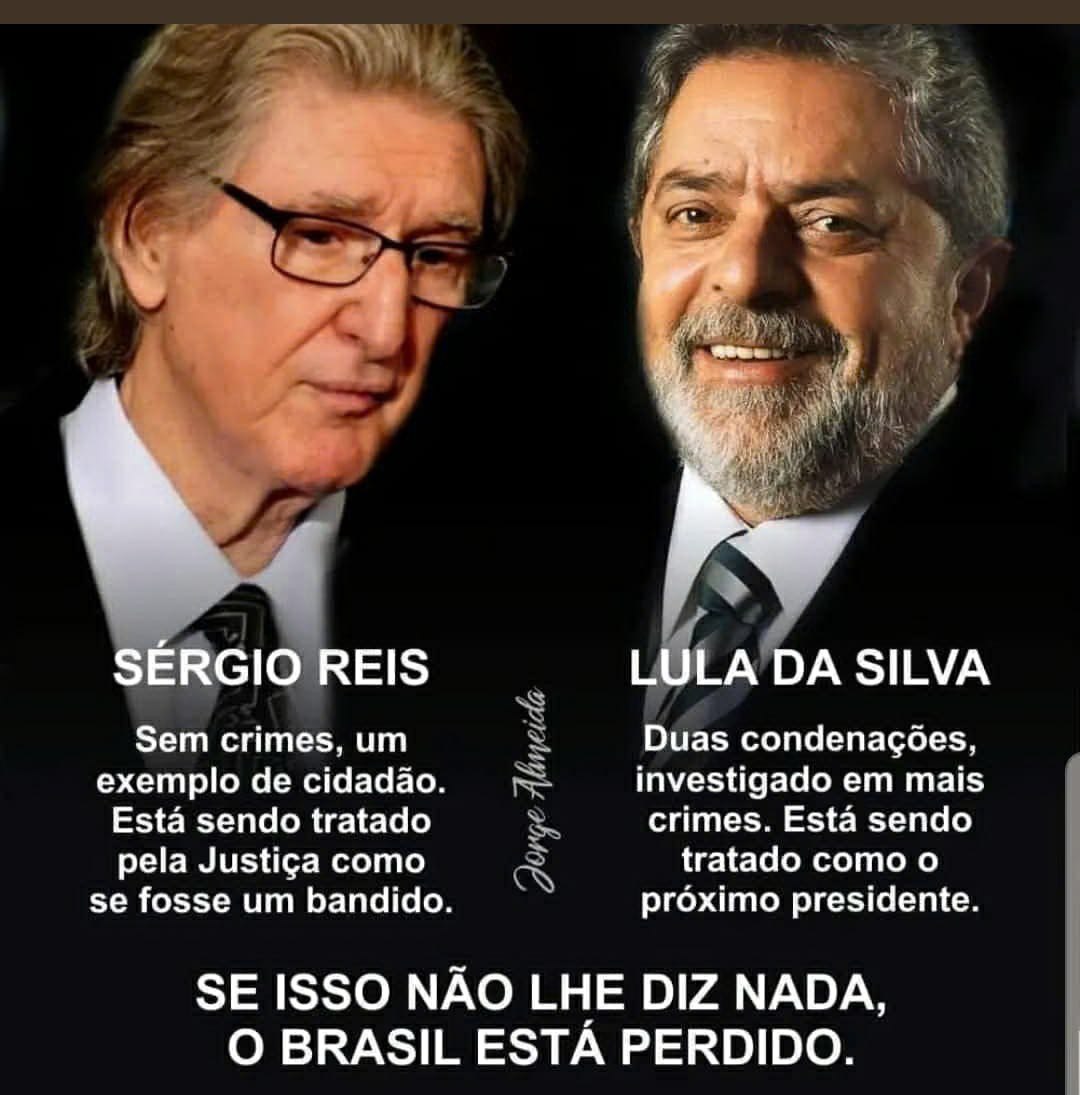 SÉRGIO REIS
Sem crimes, um
exemplo de cidadão.
Está sendo tratado
pela Justiça como
se fosse um bandido.
Jorge Almeida
LULA DA SILVA
Duas condenações,
investigado em mais
crimes. Está sendo
tratado como o
próximo presidente.
SE ISSO NÃO LHE DIZ NADA,
O BRASIL ESTÁ PERDIDO.